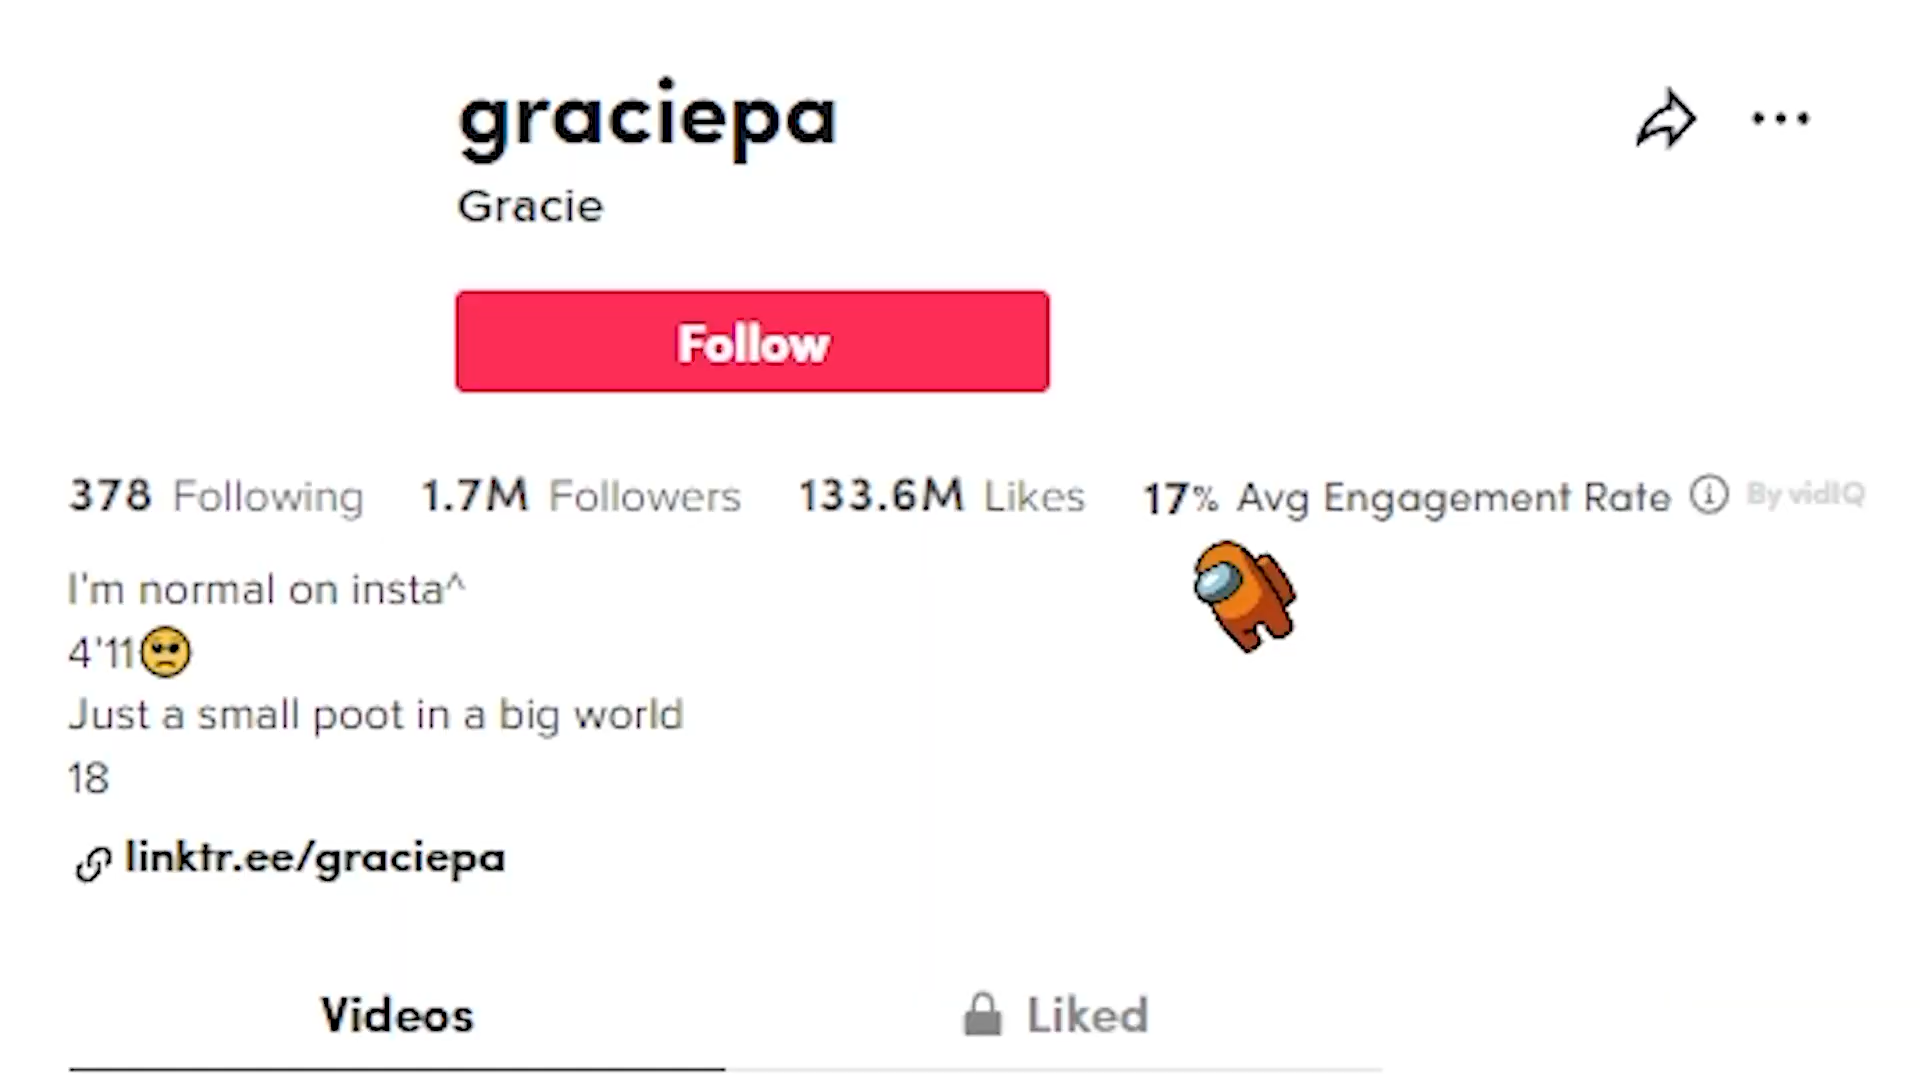 graciepa
Gracie
Follow
378 Following 1.7M Followers 133.6M Likes 17% Avg Engagement Rate By vidIQ
I'm normal on insta^
4'11🥺
Just a small poot in a big world
18
linktr.ee/graciepa
Videos Liked